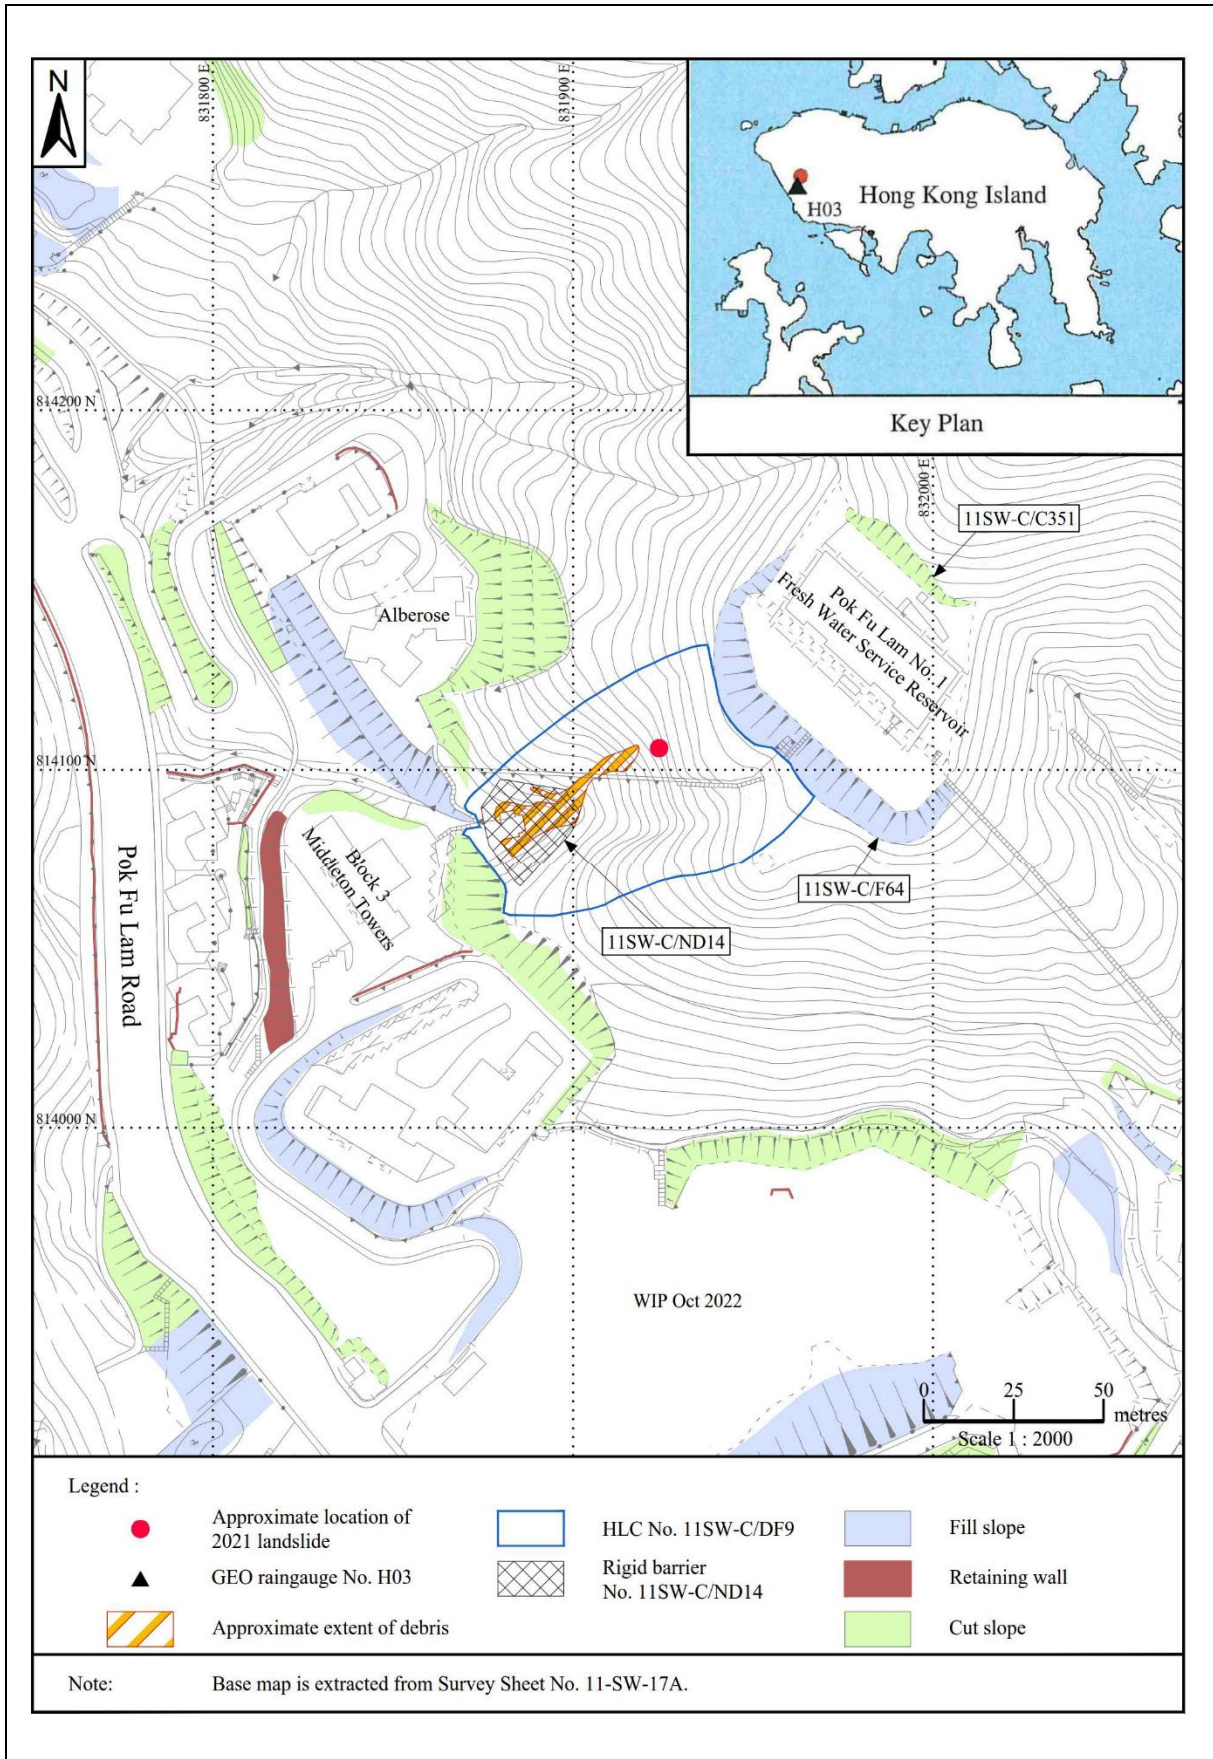 N
831800 E
831900 E
Hong Kong Island
H03
Key Plan
814200 N
832000 E
11SW-C/C351
Pok Fu Lam No. 1
Fresh Water Service Reservoir
Alberose
814100 N
Block 3
Middleton Towers
11SW-C/F64
11SW-C/ND14
Pok Fu Lam Road
814000 N
WIP Oct 2022
0 25 50
metres
Scale 1 : 2000
Legend :
Approximate location of
2021 landslide
HLC No. 11SW-C/DF9
Fill slope
GEO raingauge No. H03
Rigid barrier
No. 11SW-C/ND14
Retaining wall
Approximate extent of debris
Cut slope
Note: Base map is extracted from Survey Sheet No. 11-SW-17A.